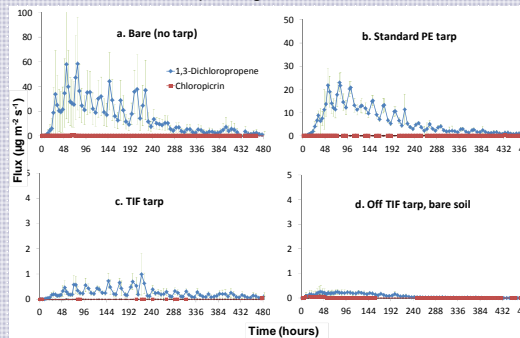 a. Bare (no tarp)
100
80
60
40
0
0
1,3-Dichloropropene
Chloropicrin
0 48 96 144 192 240 288 336 384 432 480
b. Standard PE tarp
50
40
30
20
10
0
0 48 96 144 192 240 288 336 384 432
Flux (µg m-2 s-1)
c. TIF tarp
4
3
2
1
0
0 48 96 144 192 240 288 336 384 432 480
d. Off TIF tarp, bare soil
5
4
3
2
1
0
0 48 96 144 192 240 288 336 384 432
Time (hours)